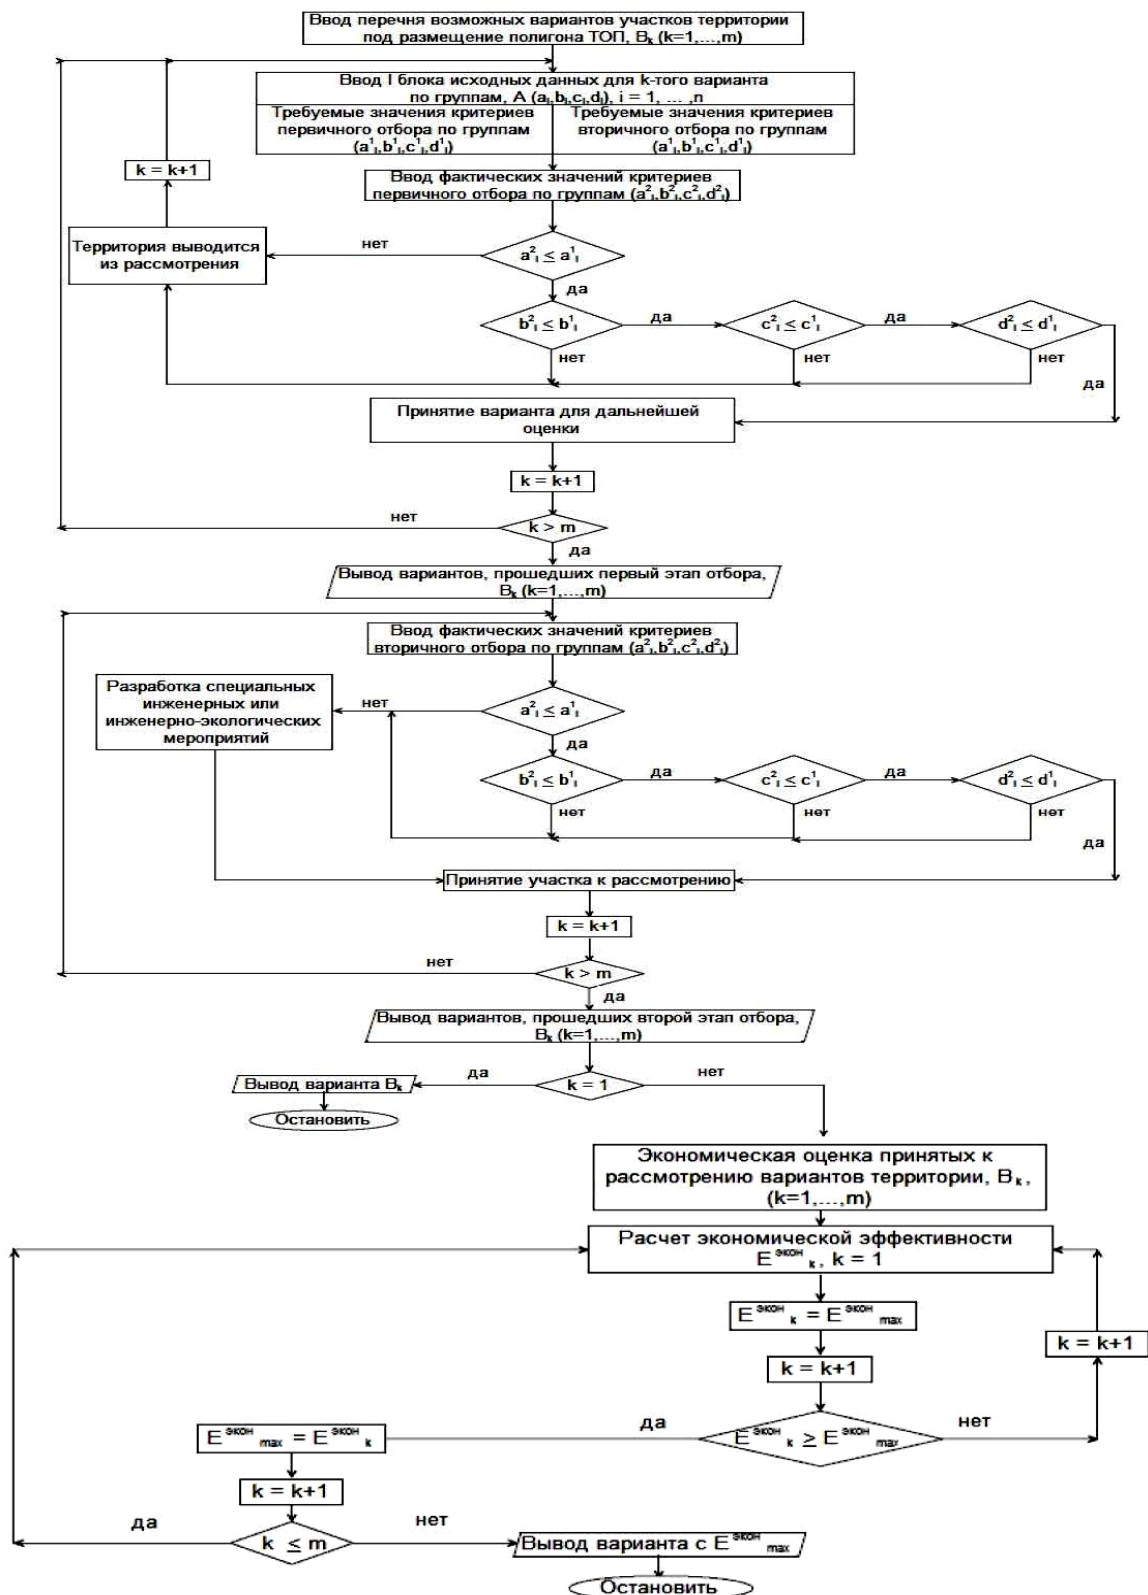 Ввод перечня возможных вариантов участков территории
под размещение полигона ТОП, Bₖ (k=1,...,m)
Ввод I блока исходных данных для k-того варианта
по группам, A (aᵢ,bᵢ,cᵢ,dᵢ), i = 1, ... ,n
Требуемые значения критериев
первичного отбора по группам
(a¹ᵢ,b¹ᵢ,c¹ᵢ,d¹ᵢ)
Требуемые значения критериев
вторичного отбора по группам
(a¹ᵢ,b¹ᵢ,c¹ᵢ,d¹ᵢ)
k = k+1
Ввод фактических значений критериев
первичного отбора по группам (a²ᵢ,b²ᵢ,c²ᵢ,d²ᵢ)
Территория выводится
из рассмотрения
нет
a²ᵢ ≤ a¹ᵢ
да
b²ᵢ ≤ b¹ᵢ
да
c²ᵢ ≤ c¹ᵢ
да
d²ᵢ ≤ d¹ᵢ
нет
нет
нет
да
Принятие варианта для дальнейшей
оценки
k = k+1
нет
k > m
да
Вывод вариантов, прошедших первый этап отбора,
Bₖ (k=1,...,m)
Ввод фактических значений критериев
вторичного отбора по группам (a²ᵢ,b²ᵢ,c²ᵢ,d²ᵢ)
Разработка специальных
инженерных или
инженерно-экологических
мероприятий
нет
a²ᵢ ≤ a¹ᵢ
да
b²ᵢ ≤ b¹ᵢ
да
c²ᵢ ≤ c¹ᵢ
да
d²ᵢ ≤ d¹ᵢ
нет
нет
нет
да
Принятие участка к рассмотрению
k = k+1
нет
k > m
да
Вывод вариантов, прошедших второй этап отбора,
Bₖ (k=1,...,m)
Вывод варианта Bₖ
да
k = 1
нет
Остановить
Экономическая оценка принятых к
рассмотрению вариантов территории, Bₖ,
(k=1,...,m)
Расчет экономической эффективности
E^экон ₖ, k = 1
E^экон ₖ = E^экон max
k = k+1
k = k+1
E^экон max = E^экон ₖ
да
E^экон ₖ ≥ E^экон max
нет
k = k+1
да
k ≤ m
нет
Вывод варианта с E^экон max
Остановить